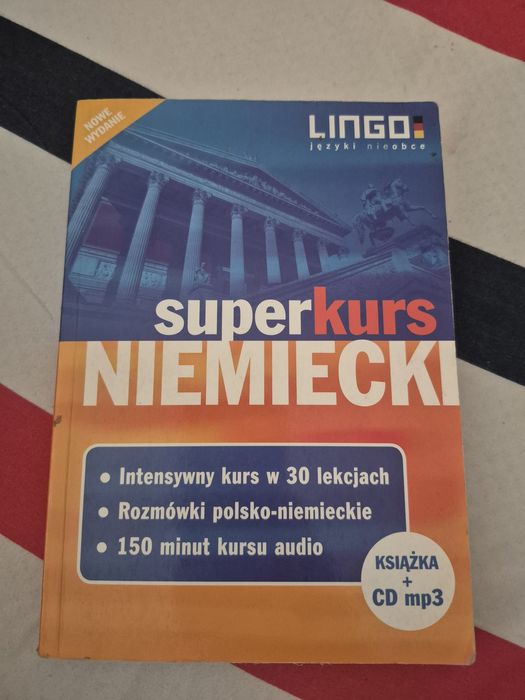 NOWE
WYDANIE
LINGO
języki nieobce
superkurs
NIEMIECKI
• Intensywny kurs w 30 lekcjach
• Rozmówki polsko-niemieckie
• 150 minut kursu audio
KSIĄŻKA
+
CD mp3